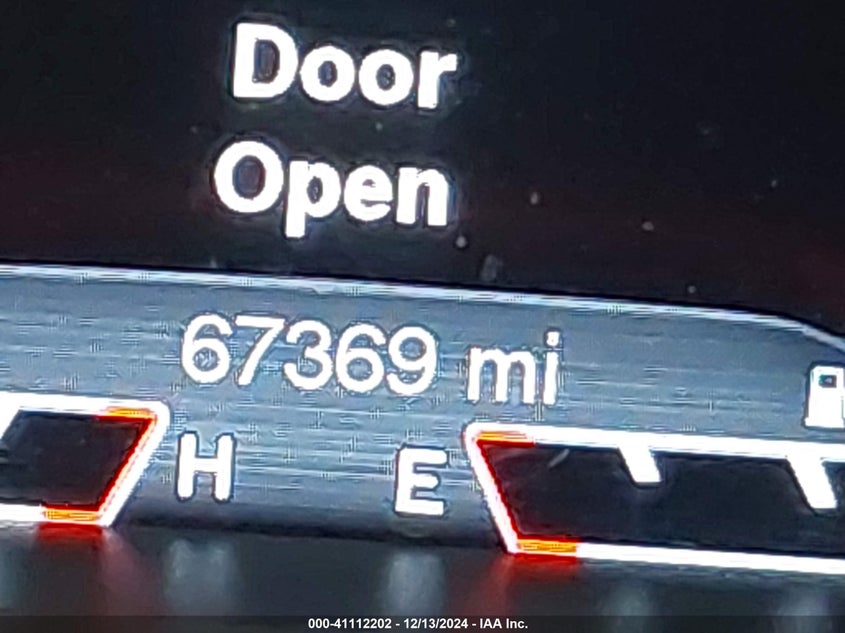 Door
Open
67369 mi
H E
000-41112202 - 12/13/2024 - IAA Inc.